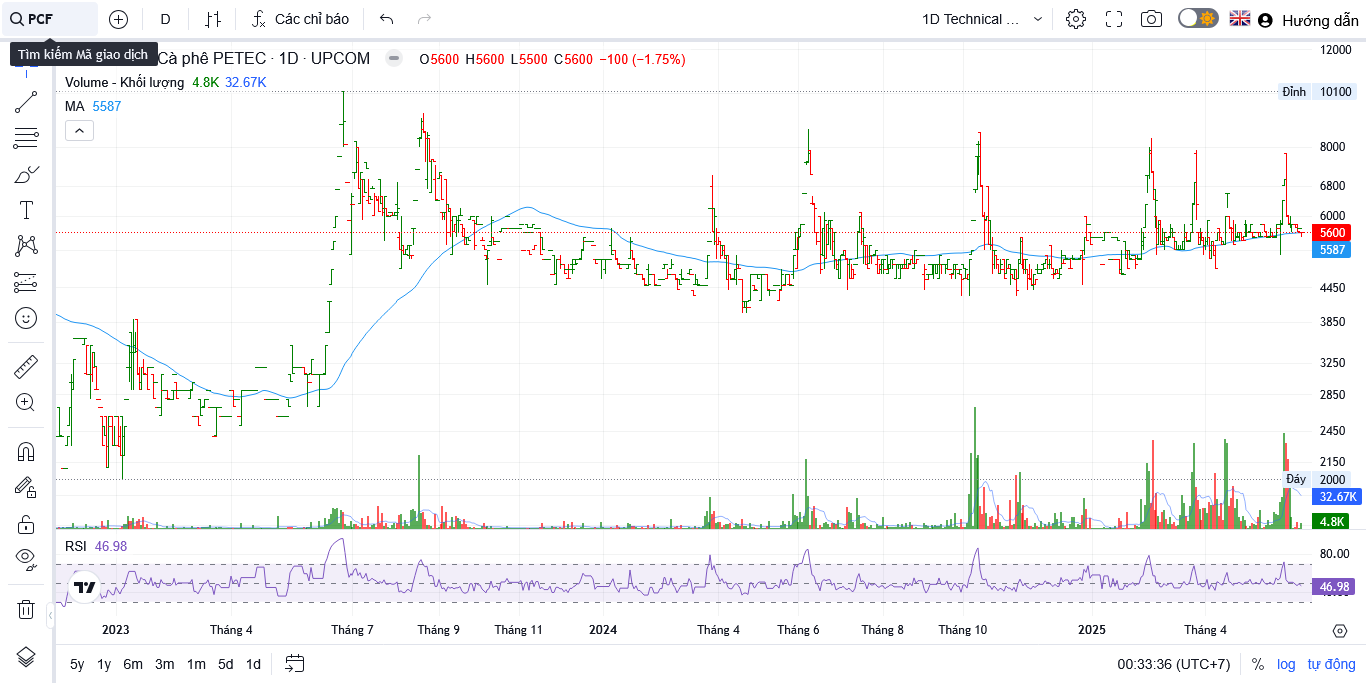 PCF D Các chỉ báo 1D Technical ... Hướng dẫn
Tìm kiếm Mã giao dịch
Cà phê PETEC · 1D · UPCOM O5600 H5600 L5500 C5600 −100 (−1.75%)
Volume - Khối lượng 4.8K 32.67K
MA 5587
12000
Đỉnh 10100
8000
6800
6000
5600
5587
4450
3850
3250
2850
2450
2150
Đáy 2000
32.67K
4.8K
RSI 46.98
80.00
46.98
2023 Tháng 4 Tháng 7 Tháng 9 Tháng 11 2024 Tháng 4 Tháng 6 Tháng 8 Tháng 10 2025 Tháng 4
5y 1y 6m 3m 1m 5d 1d 00:33:36 (UTC+7) % log tự động